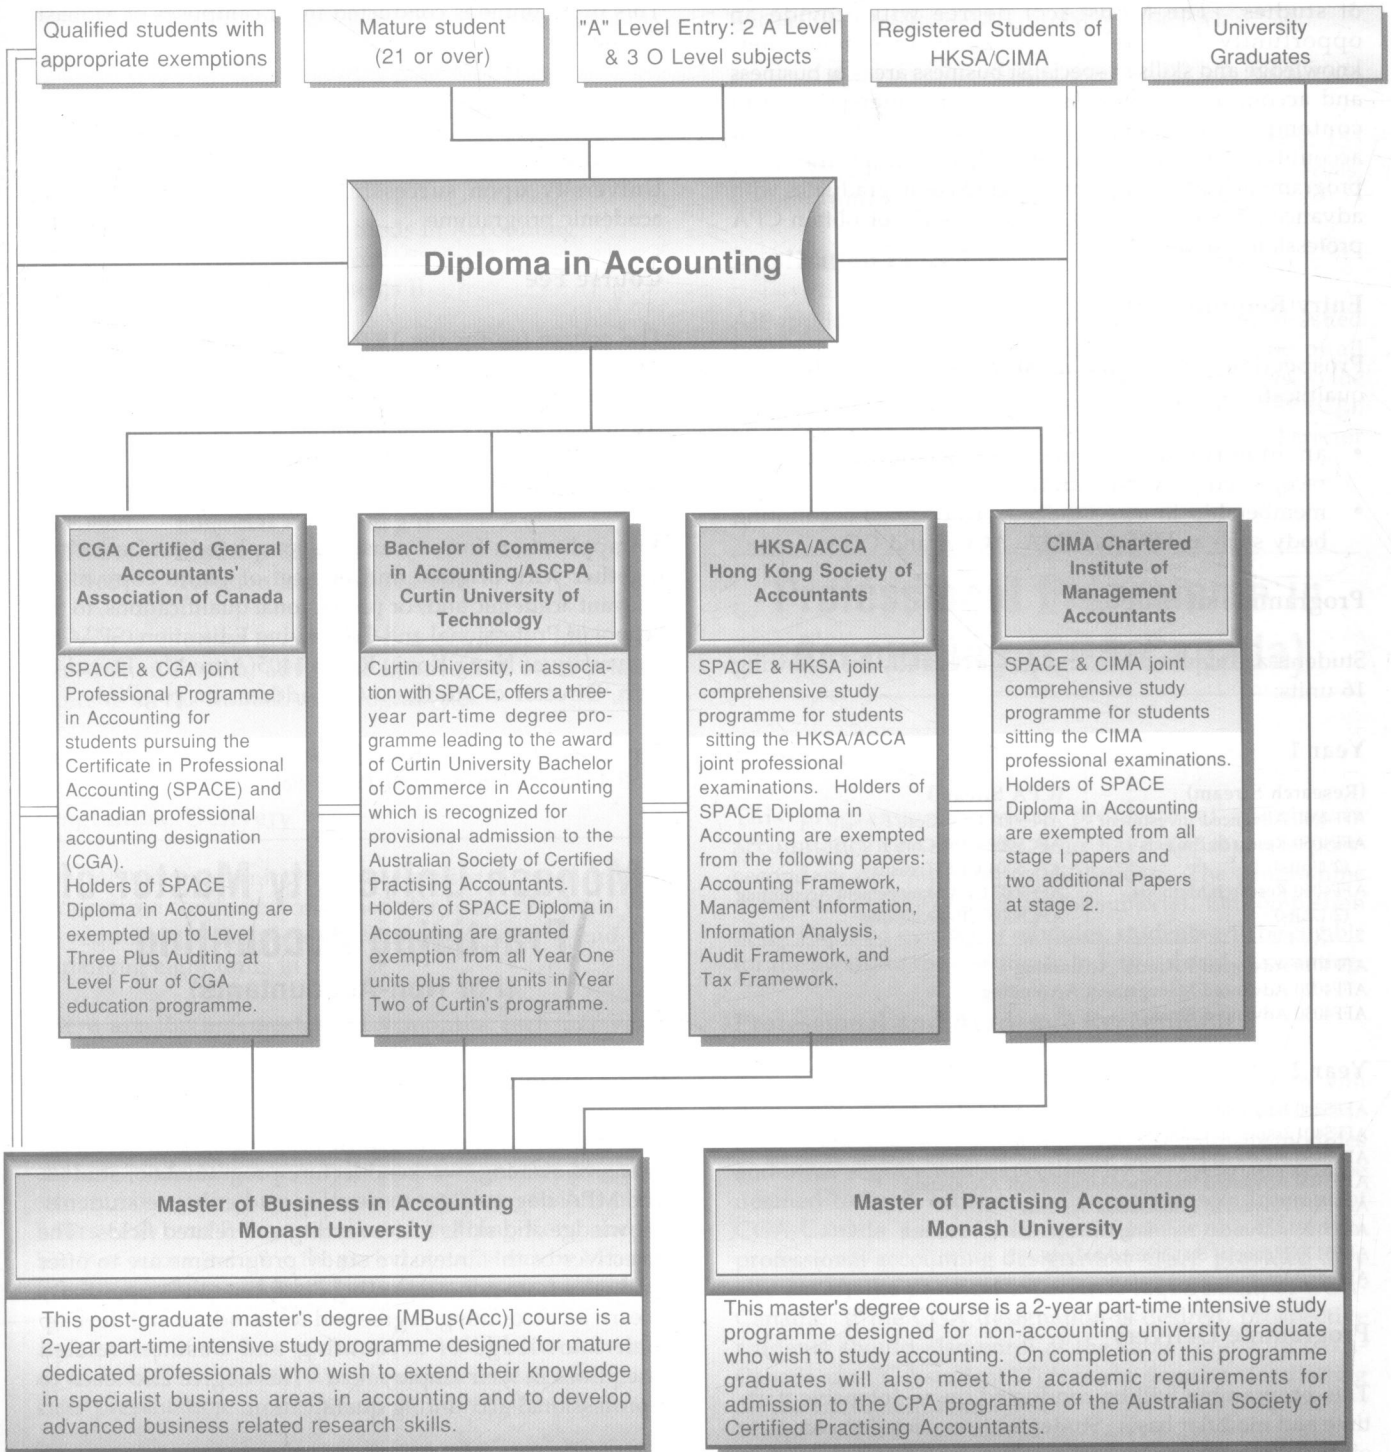 Qualified students with
appropriate exemptions
Mature student
(21 or over)
"A" Level Entry: 2 A Level
& 3 O Level subjects
Registered Students of
HKSA/CIMA
University
Graduates
Diploma in Accounting
CGA Certified General
Accountants'
Association of Canada
SPACE & CGA joint
Professional Programme
in Accounting for
students pursuing the
Certificate in Professional
Accounting (SPACE) and
Canadian professional
accounting designation
(CGA).
Holders of SPACE
Diploma in Accounting are
exempted up to Level
Three Plus Auditing at
Level Four of CGA
education programme.
Bachelor of Commerce
in Accounting/ASCPA
Curtin University of
Technology
Curtin University, in associa-
tion with SPACE, offers a three-
year part-time degree pro-
gramme leading to the award
of Curtin University Bachelor
of Commerce in Accounting
which is recognized for
provisional admission to the
Australian Society of Certified
Practising Accountants.
Holders of SPACE Diploma in
Accounting are granted
exemption from all Year One
units plus three units in Year
Two of Curtin's programme.
HKSA/ACCA
Hong Kong Society of
Accountants
SPACE & HKSA joint
comprehensive study
programme for students
sitting the HKSA/ACCA
joint professional
examinations. Holders of
SPACE Diploma in
Accounting are exempted
from the following papers:
Accounting Framework,
Management Information,
Information Analysis,
Audit Framework, and
Tax Framework.
CIMA Chartered
Institute of
Management
Accountants
SPACE & CIMA joint
comprehensive study
programme for students
sitting the CIMA
professional examinations.
Holders of SPACE
Diploma in Accounting
are exempted from all
stage I papers and
two additional Papers
at stage 2.
Master of Business in Accounting
Monash University
This post-graduate master's degree [MBus(Acc)] course is a
2-year part-time intensive study programme designed for mature
dedicated professionals who wish to extend their knowledge
in specialist business areas in accounting and to develop
advanced business related research skills.
Master of Practising Accounting
Monash University
This master's degree course is a 2-year part-time intensive study
programme designed for non-accounting university graduate
who wish to study accounting. On completion of this programme
graduates will also meet the academic requirements for
admission to the CPA programme of the Australian Society of
Certified Practising Accountants.